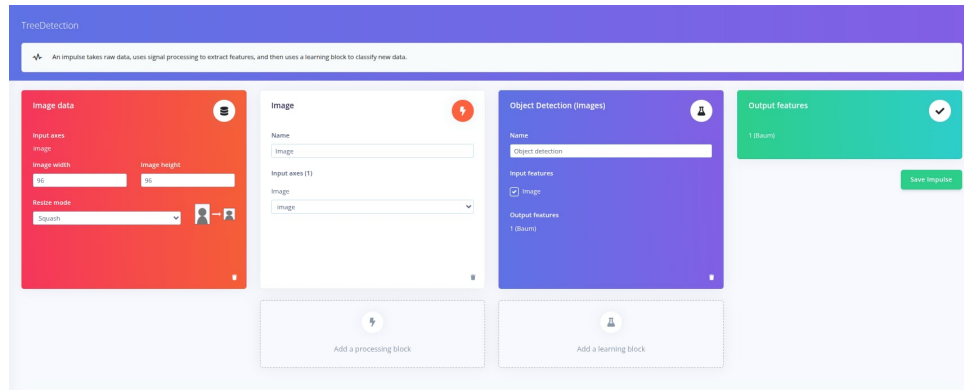 TreeDetection
An impulse takes raw data, uses signal processing to extract features, and then uses a learning block to classify new data.
Image data
Input axes
image
Image width
Image height
96
96
Resize mode
Squash
Image
Name
Image
Input axes (1)
Image
image
Object Detection (Images)
Name
Object detection
Input features
Image
Output features
1 (Baum)
Output features
1 (Baum)
Save Impulse
Add a processing block
Add a learning block